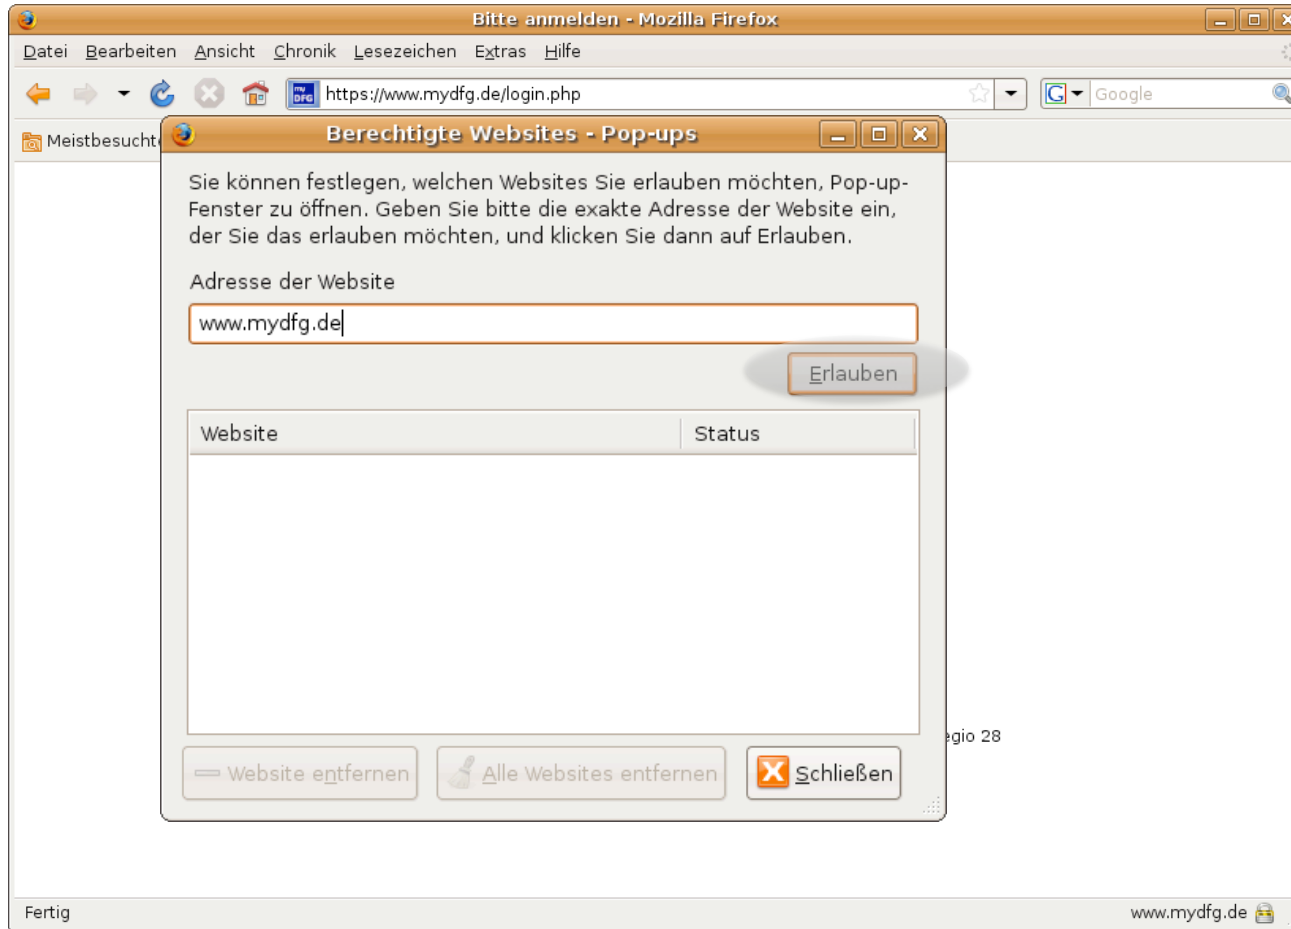 Bitte anmelden - Mozilla Firefox
Datei Bearbeiten Ansicht Chronik Lesezeichen Extras Hilfe
my DFG https://www.mydfg.de/login.php G Google
Berechtigte Websites - Pop-ups
Sie können festlegen, welchen Websites Sie erlauben möchten, Pop-up-
Fenster zu öffnen. Geben Sie bitte die exakte Adresse der Website ein,
der Sie das erlauben möchten, und klicken Sie dann auf Erlauben.
Adresse der Website
www.mydfg.de
Erlauben
Website Status
Website entfernen Alle Websites entfernen Schließen
28
Fertig www.mydfg.de